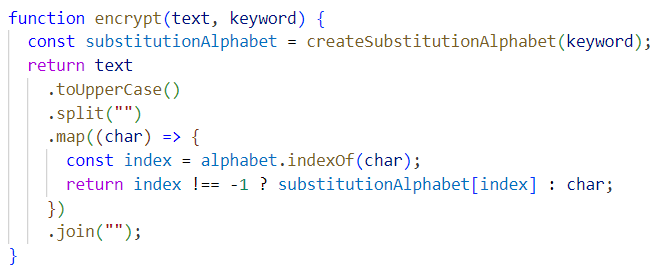 function encrypt(text, keyword) {
  const substitutionAlphabet = createSubstitutionAlphabet(keyword);
  return text
    .toUpperCase()
    .split("")
    .map((char) => {
      const index = alphabet.indexOf(char);
      return index !== -1 ? substitutionAlphabet[index] : char;
    })
    .join("");
}